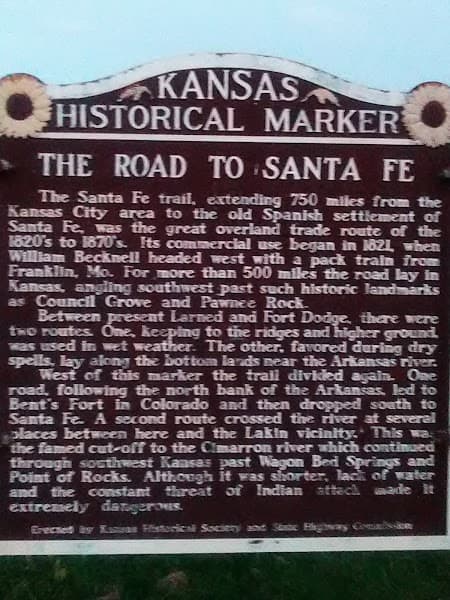 KANSAS
HISTORICAL MARKER
THE ROAD TO SANTA FE
The Santa Fe trail, extending 750 miles from the
Kansas City area to the old Spanish settlement of
Santa Fe, was the great overland trade route of the
1820's to 1870's. Its commercial use began in 1821, when
William Becknell headed west with a pack train from
Franklin, Mo. For more than 500 miles the road lay in
Kansas, angling southwest past such historic landmarks
as Council Grove and Pawnee Rock.
Between present Larned and Fort Dodge, there were
two routes. One, keeping to the ridges and higher ground,
was used in wet weather. The other, favored during dry
spells, lay along the bottom lands near the Arkansas river.
West of this marker the trail divided again. One
road, following the north bank of the Arkansas, led to
Bent's Fort in Colorado and then dropped south to
Santa Fe. A second route crossed the river at several
places between here and the Lakin vicinity. This was
the famed cut-off to the Cimarron river which continued
through southwest Kansas past Wagon Bed Springs and
Point of Rocks. Although it was shorter, lack of water
and the constant threat of Indian attack made it
extremely dangerous.
Erected by Kansas Historical Society and State Highway Commission